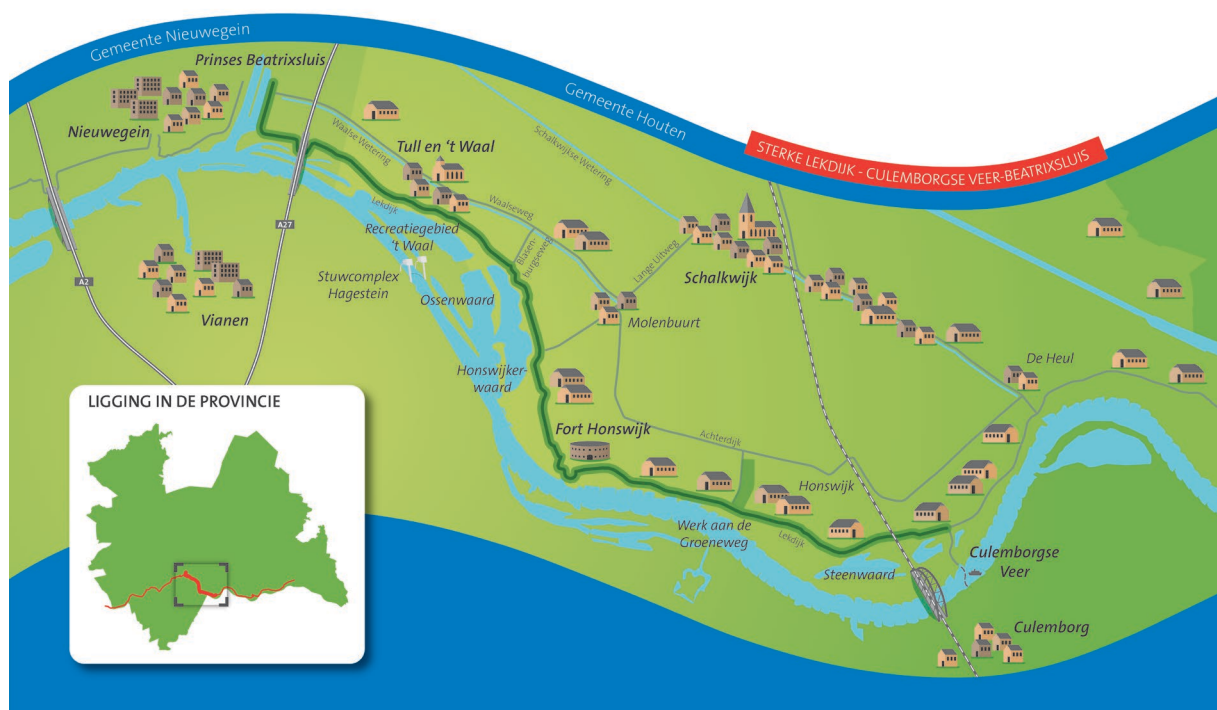 Gemeente Nieuwegein
Prinses Beatrixsluis
Gemeente Houten
STERKE LEKDIJK - CULEMBORGSE VEER-BEATRIXSLUIS
Nieuwegein
Waalse Wetering
Tull en ‘t Waal
Schalkwijkse Wetering
Lekdijk
Waalseweg
Recreatiegebied
‘t Waal
A27
A2
Blasen-
burgseweg
Lange Uitweg
Stuwcomplex
Hagestein
Ossenwaard
Schalkwijk
Vianen
Molenbuurt
Honswijker-
waard
De Heul
LIGGING IN DE PROVINCIE
Fort Honswijk
Achterdijk
Honswijk
Werk aan de
Groeneweg
Lekdijk
Steenwaard
Culemborgse
Veer
Culemborg